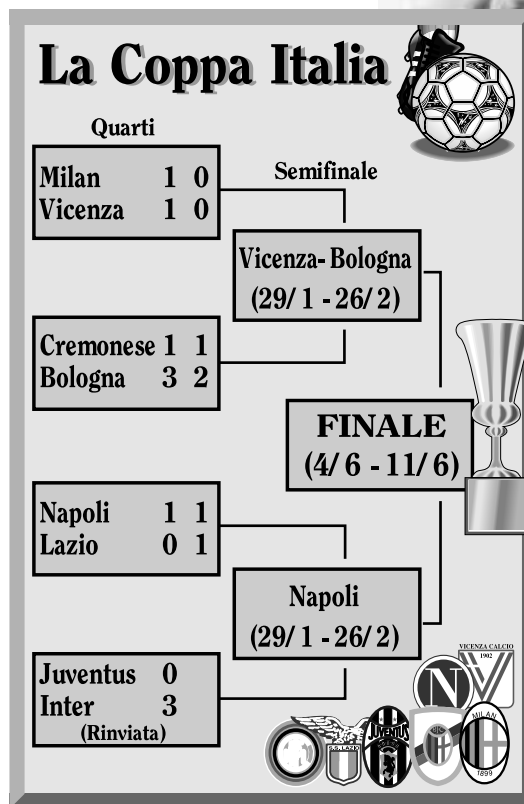 La Coppa Italia
Quarti
Milan 1 0
Vicenza 1 0
Semifinale
Vicenza- Bologna
(29/ 1 -26/ 2)
Cremonese 1 1
Bologna 3 2
FINALE
(4/ 6 -11/ 6)
Napoli 1 1
Lazio 0 1
Napoli
(29/ 1 -26/ 2)
Juventus 0
Inter 3
(Rinviata)
VICENZA CALCIO
1902
N
S.S. LAZIO
JUVENTUS
MILAN
1899